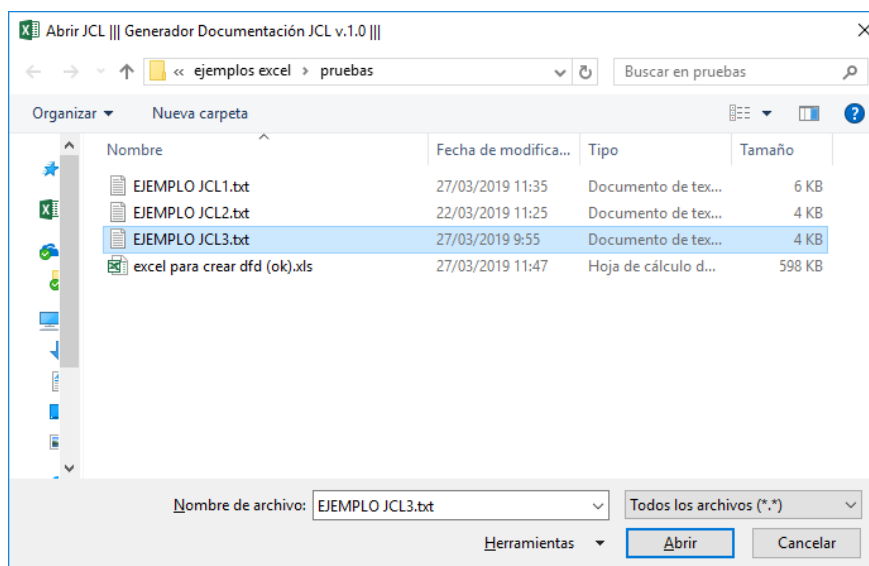 Abrir JCL ||| Generador Documentación JCL v.1.0 |||
« ejemplos excel › pruebas Buscar en pruebas
Organizar Nueva carpeta ?
Nombre Fecha de modifica... Tipo Tamaño
EJEMPLO JCL1.txt 27/03/2019 11:35 Documento de tex... 6 KB
EJEMPLO JCL2.txt 22/03/2019 11:25 Documento de tex... 4 KB
EJEMPLO JCL3.txt 27/03/2019 9:55 Documento de tex... 4 KB
excel para crear dfd (ok).xls 27/03/2019 11:47 Hoja de cálculo d... 598 KB
Nombre de archivo: EJEMPLO JCL3.txt Todos los archivos (*.*)
Herramientas Abrir Cancelar